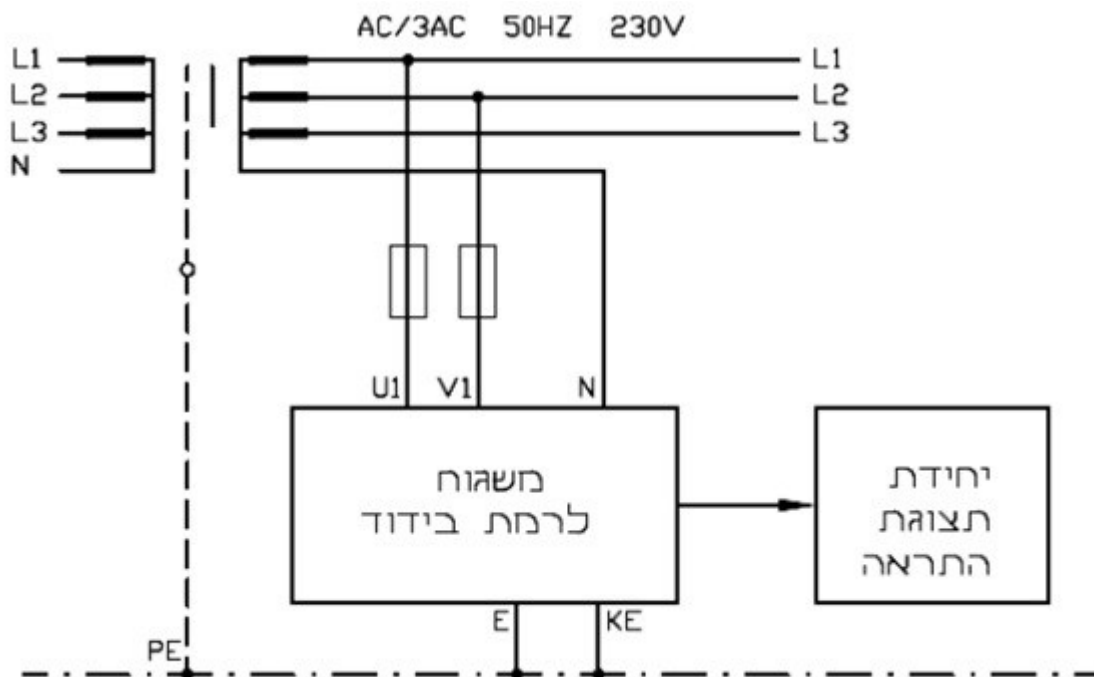 AC/3AC 50HZ 230V
L1
L2
L3
N
L1
L2
L3
U1 V1 N
משגוח
לרמת בידוד
יחידת
תצוגת
התראה
E KE
PE